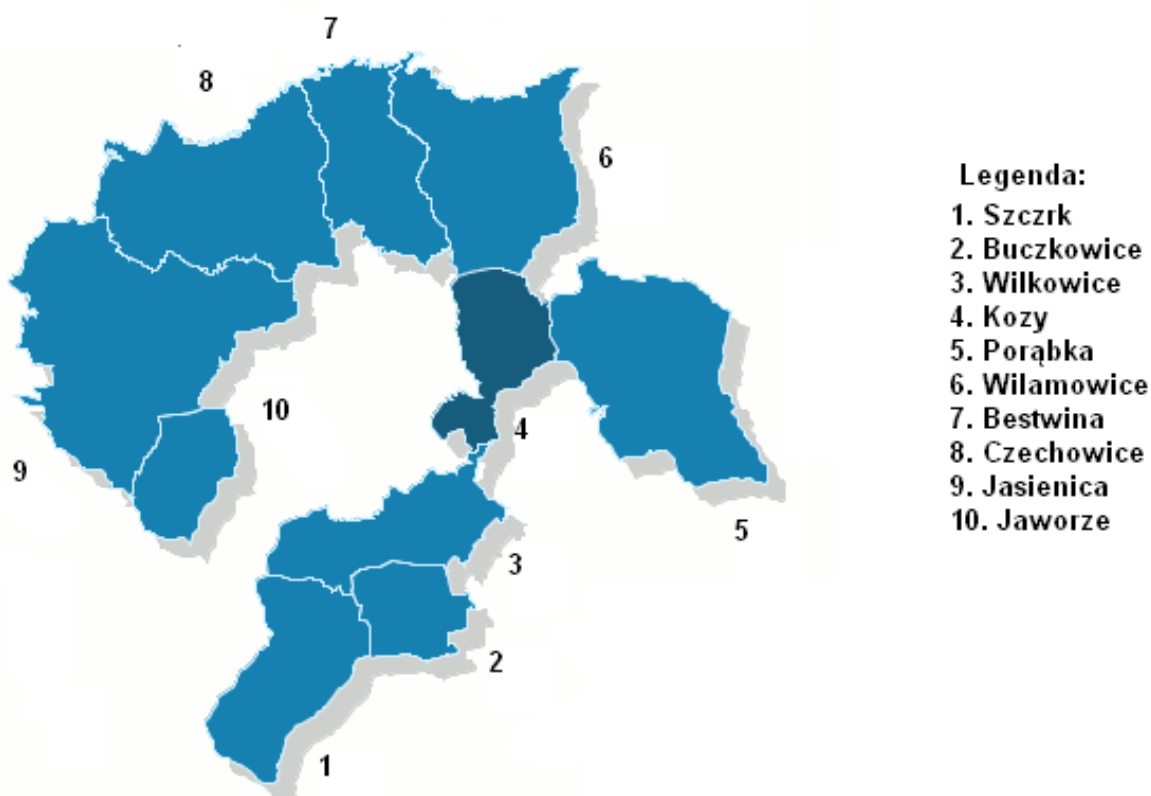 7
8
6
Legenda:
1. Szczrk
2. Buczkowice
3. Wilkowice
4. Kozy
5. Porąbka
6. Wilamowice
7. Bestwina
8. Czechowice
9. Jasienica
10. Jaworze
10
4
9
5
3
2
1